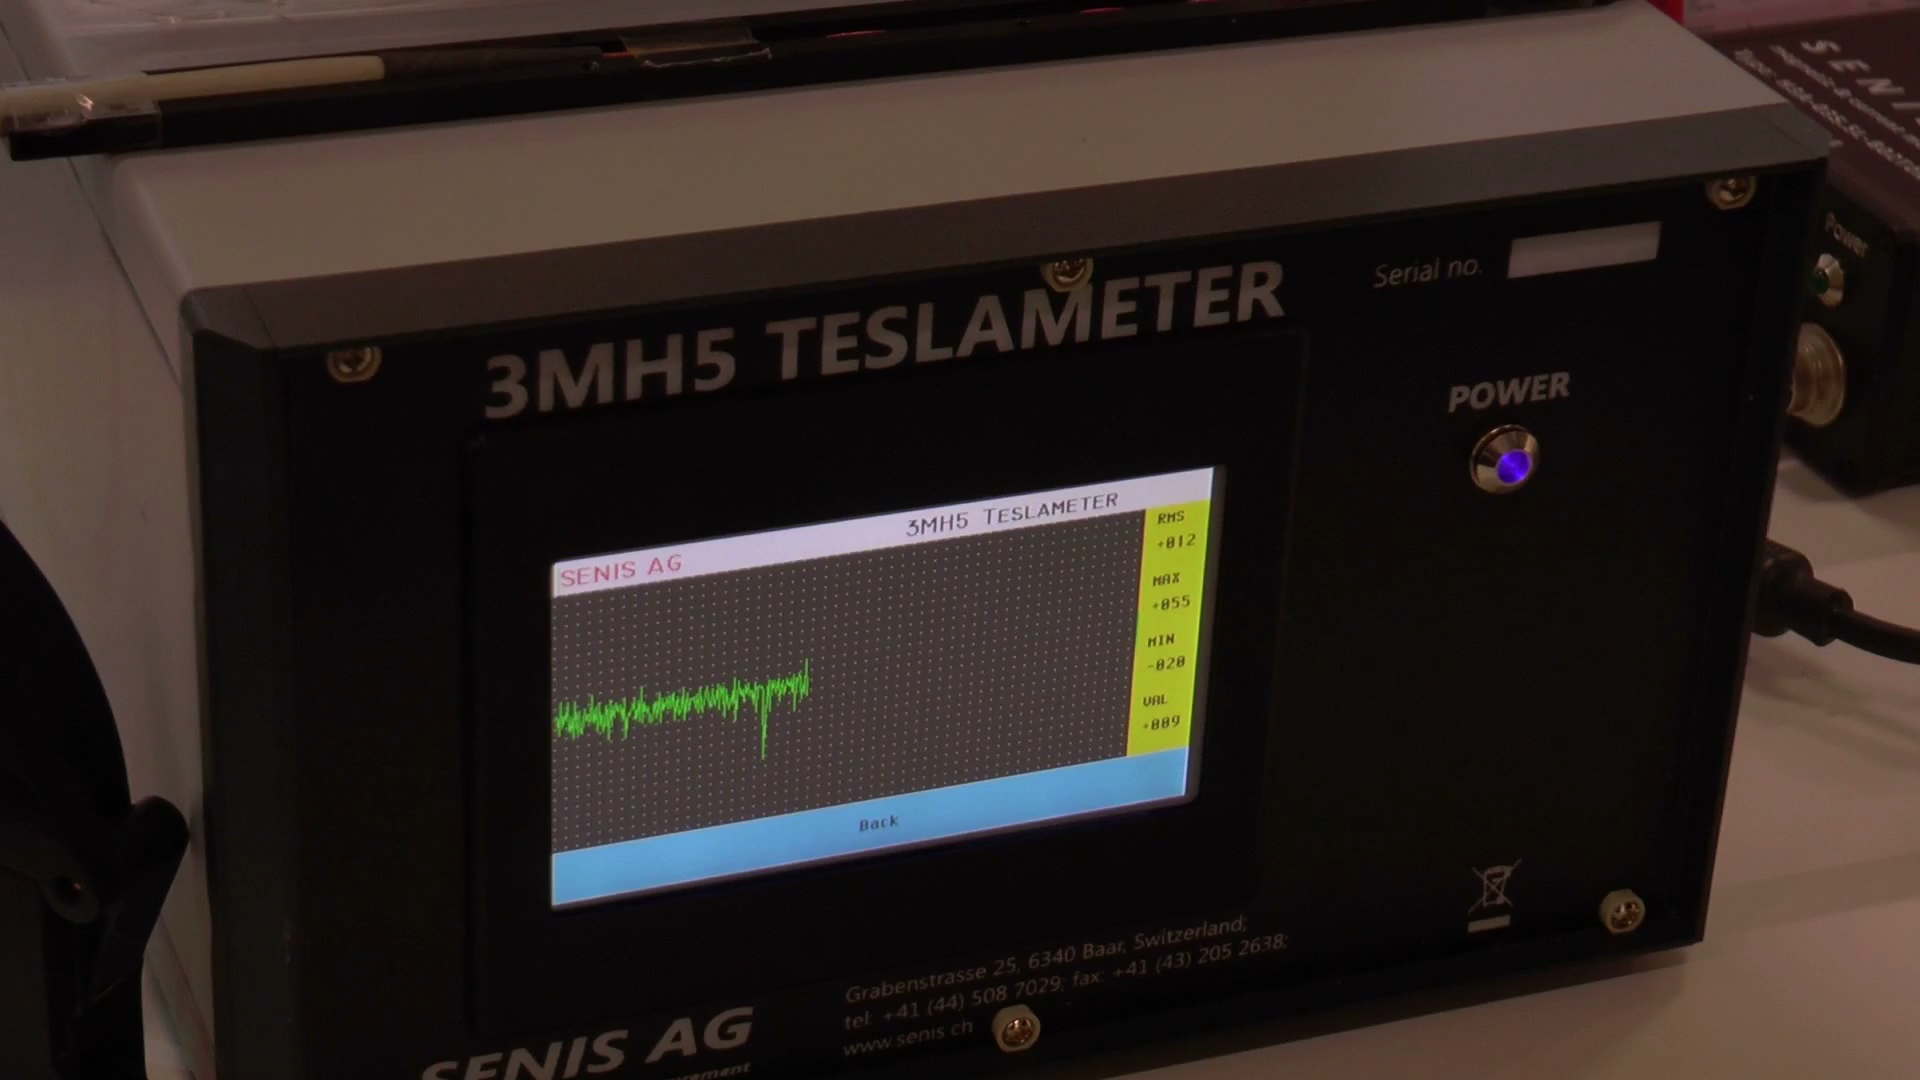 SENI
Power
Serial no.
3MH5 TESLAMETER
POWER
3MH5 TESLAMETER
SENIS AG
RMS
+012
MAX
+055
MIN
-020
VAL
+009
Back
Grabenstrasse 25, 6340 Baar, Switzerland;
tel: +41 (44) 508 7029; fax: +41 (43) 205 2638;
www.senis.ch
SENIS AG